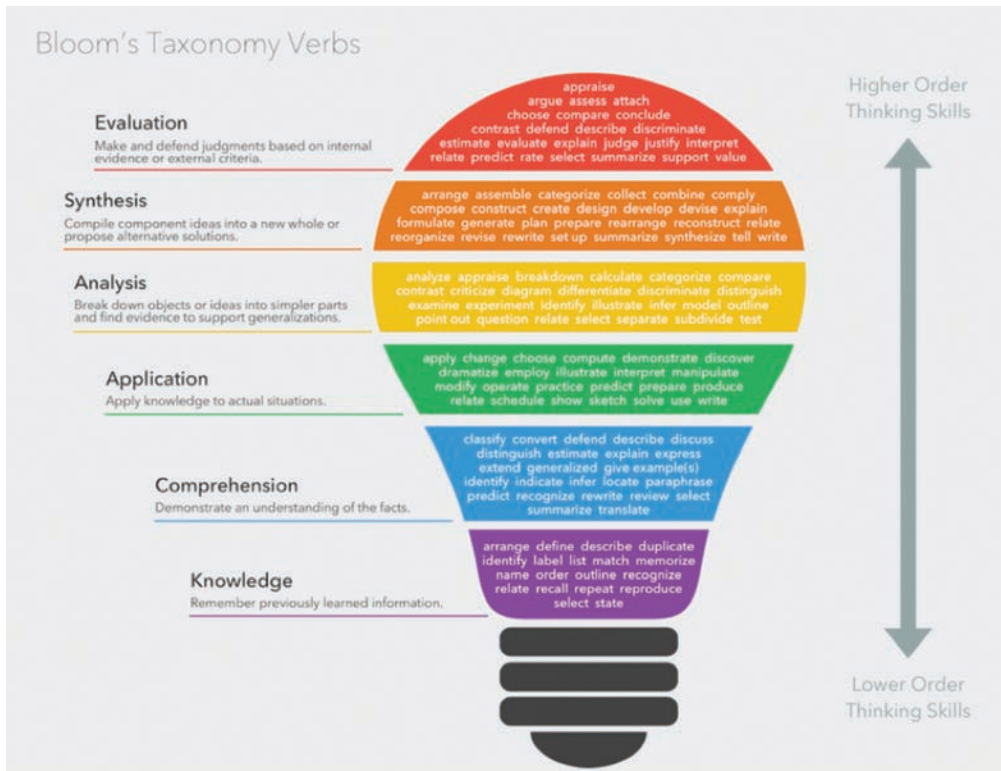 Bloom's Taxonomy Verbs
Higher Order
Thinking Skills
Evaluation
Make and defend judgments based on internal
evidence or external criteria.
appraise
argue assess attach
choose compare conclude
contrast defend describe discriminate
estimate evaluate explain judge justify interpret
relate predict rate select summarize support value
Synthesis
Compile component ideas into a new whole or
propose alternative solutions.
arrange assemble categorize collect combine comply
compose construct create design develop devise explain
formulate generate plan prepare rearrange reconstruct relate
reorganize revise rewrite set up summarize synthesize tell write
Analysis
Break down objects or ideas into simpler parts
and find evidence to support generalizations.
analyze appraise breakdown calculate categorize compare
contrast criticize diagram differentiate discriminate distinguish
examine experiment identify illustrate infer model outline
point out question relate select separate subdivide test
Application
Apply knowledge to actual situations.
apply change choose compute demonstrate discover
dramatize employ illustrate interpret manipulate
modify operate practice predict prepare produce
relate schedule show sketch solve use write
Comprehension
Demonstrate an understanding of the facts.
classify convert defend describe discuss
distinguish estimate explain express
extend generalized give example(s)
identify indicate infer locate paraphrase
predict recognize rewrite review select
summarize translate
Knowledge
Remember previously learned information.
arrange define describe duplicate
identify label list match memorize
name order outline recognize
relate recall repeat reproduce
select state
Lower Order
Thinking Skills